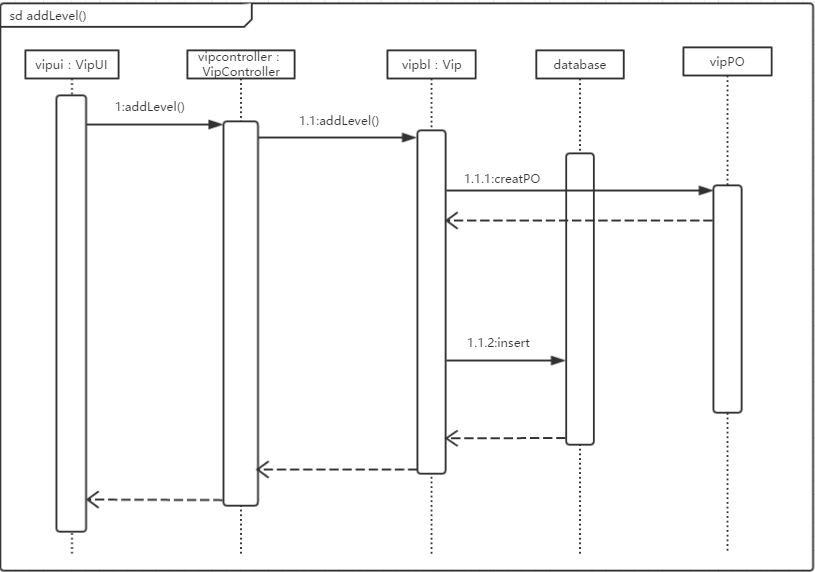 sd addLevel()
vipui : VipUI
vipcontroller :
VipController
vipbl : Vip
database
vipPO
1:addLevel()
1.1:addLevel()
1.1.1:creatPO
1.1.2:insert